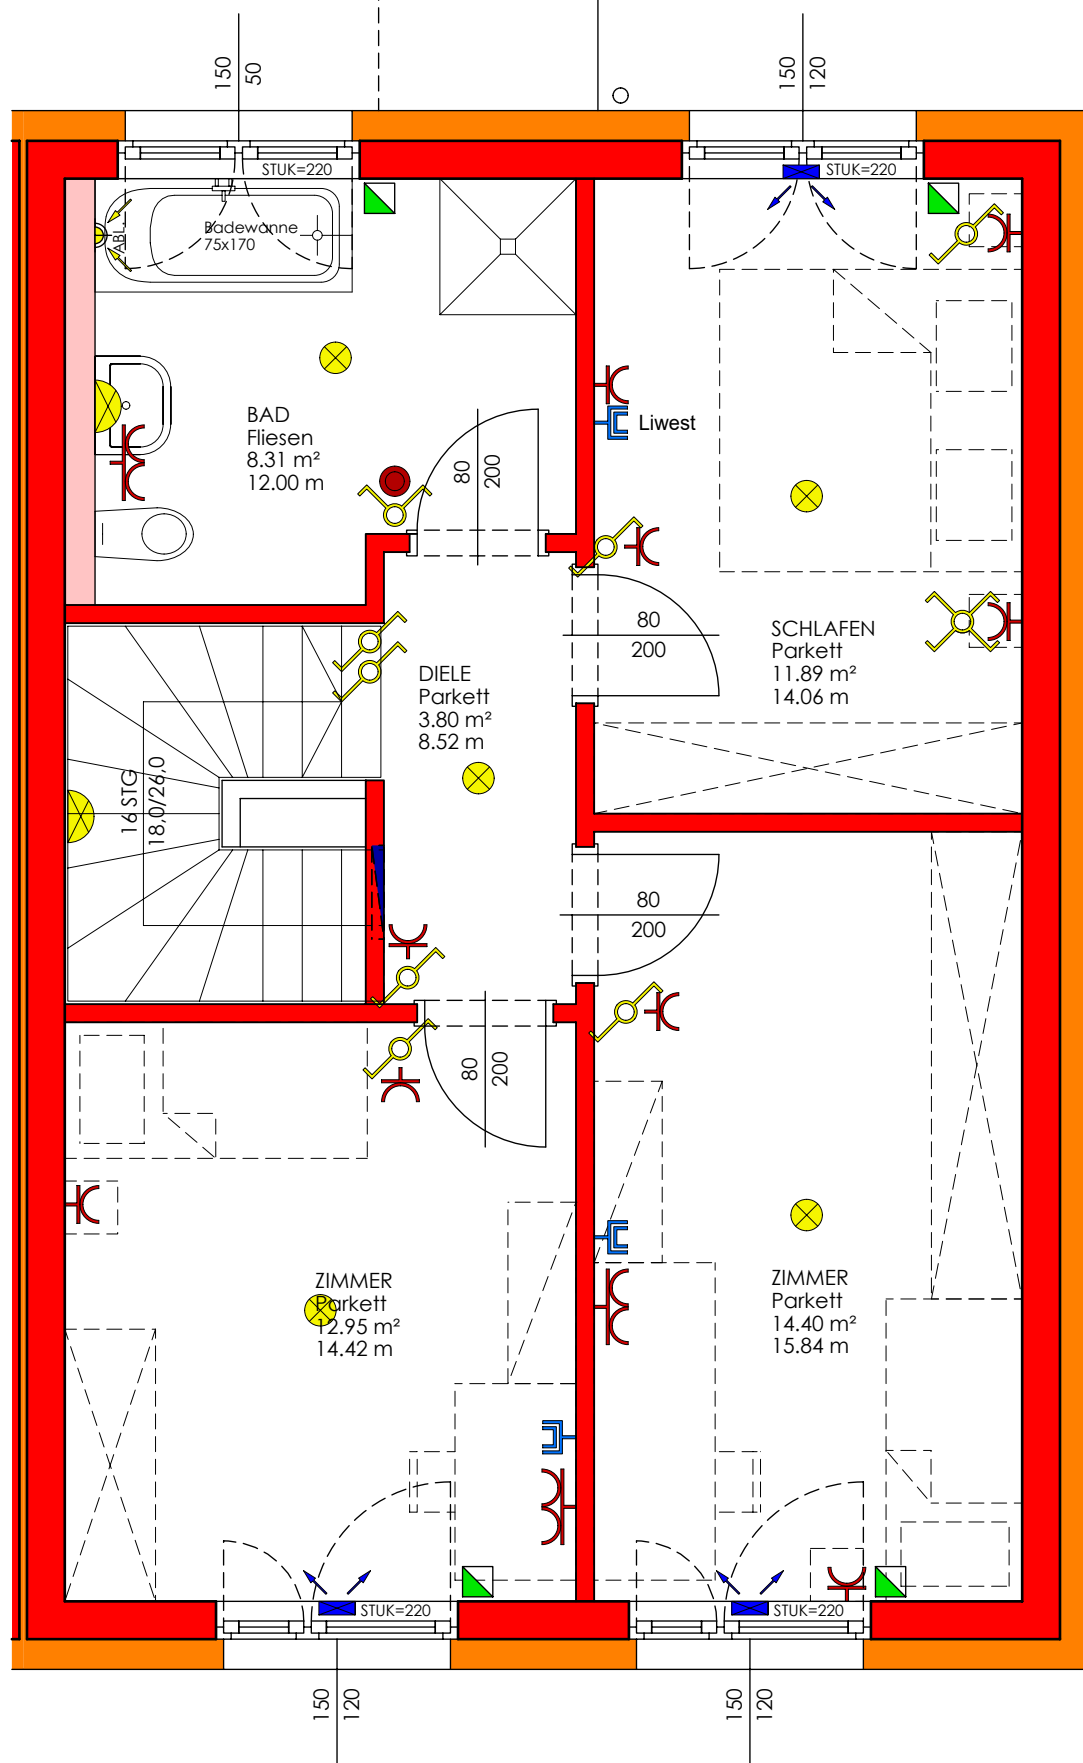 150
50
150
120
STUK=220
STUK=220
ABL.
Badewanne
75x170
BAD
Fliesen
8.31 m²
12.00 m
80
200
Liwest
80
200
SCHLAFEN
Parkett
11.89 m²
14.06 m
DIELE
Parkett
3.80 m²
8.52 m
16 STG
18,0/26,0
80
200
80
200
ZIMMER
Parkett
12.95 m²
14.42 m
ZIMMER
Parkett
14.40 m²
15.84 m
STUK=220
STUK=220
150
120
150
120